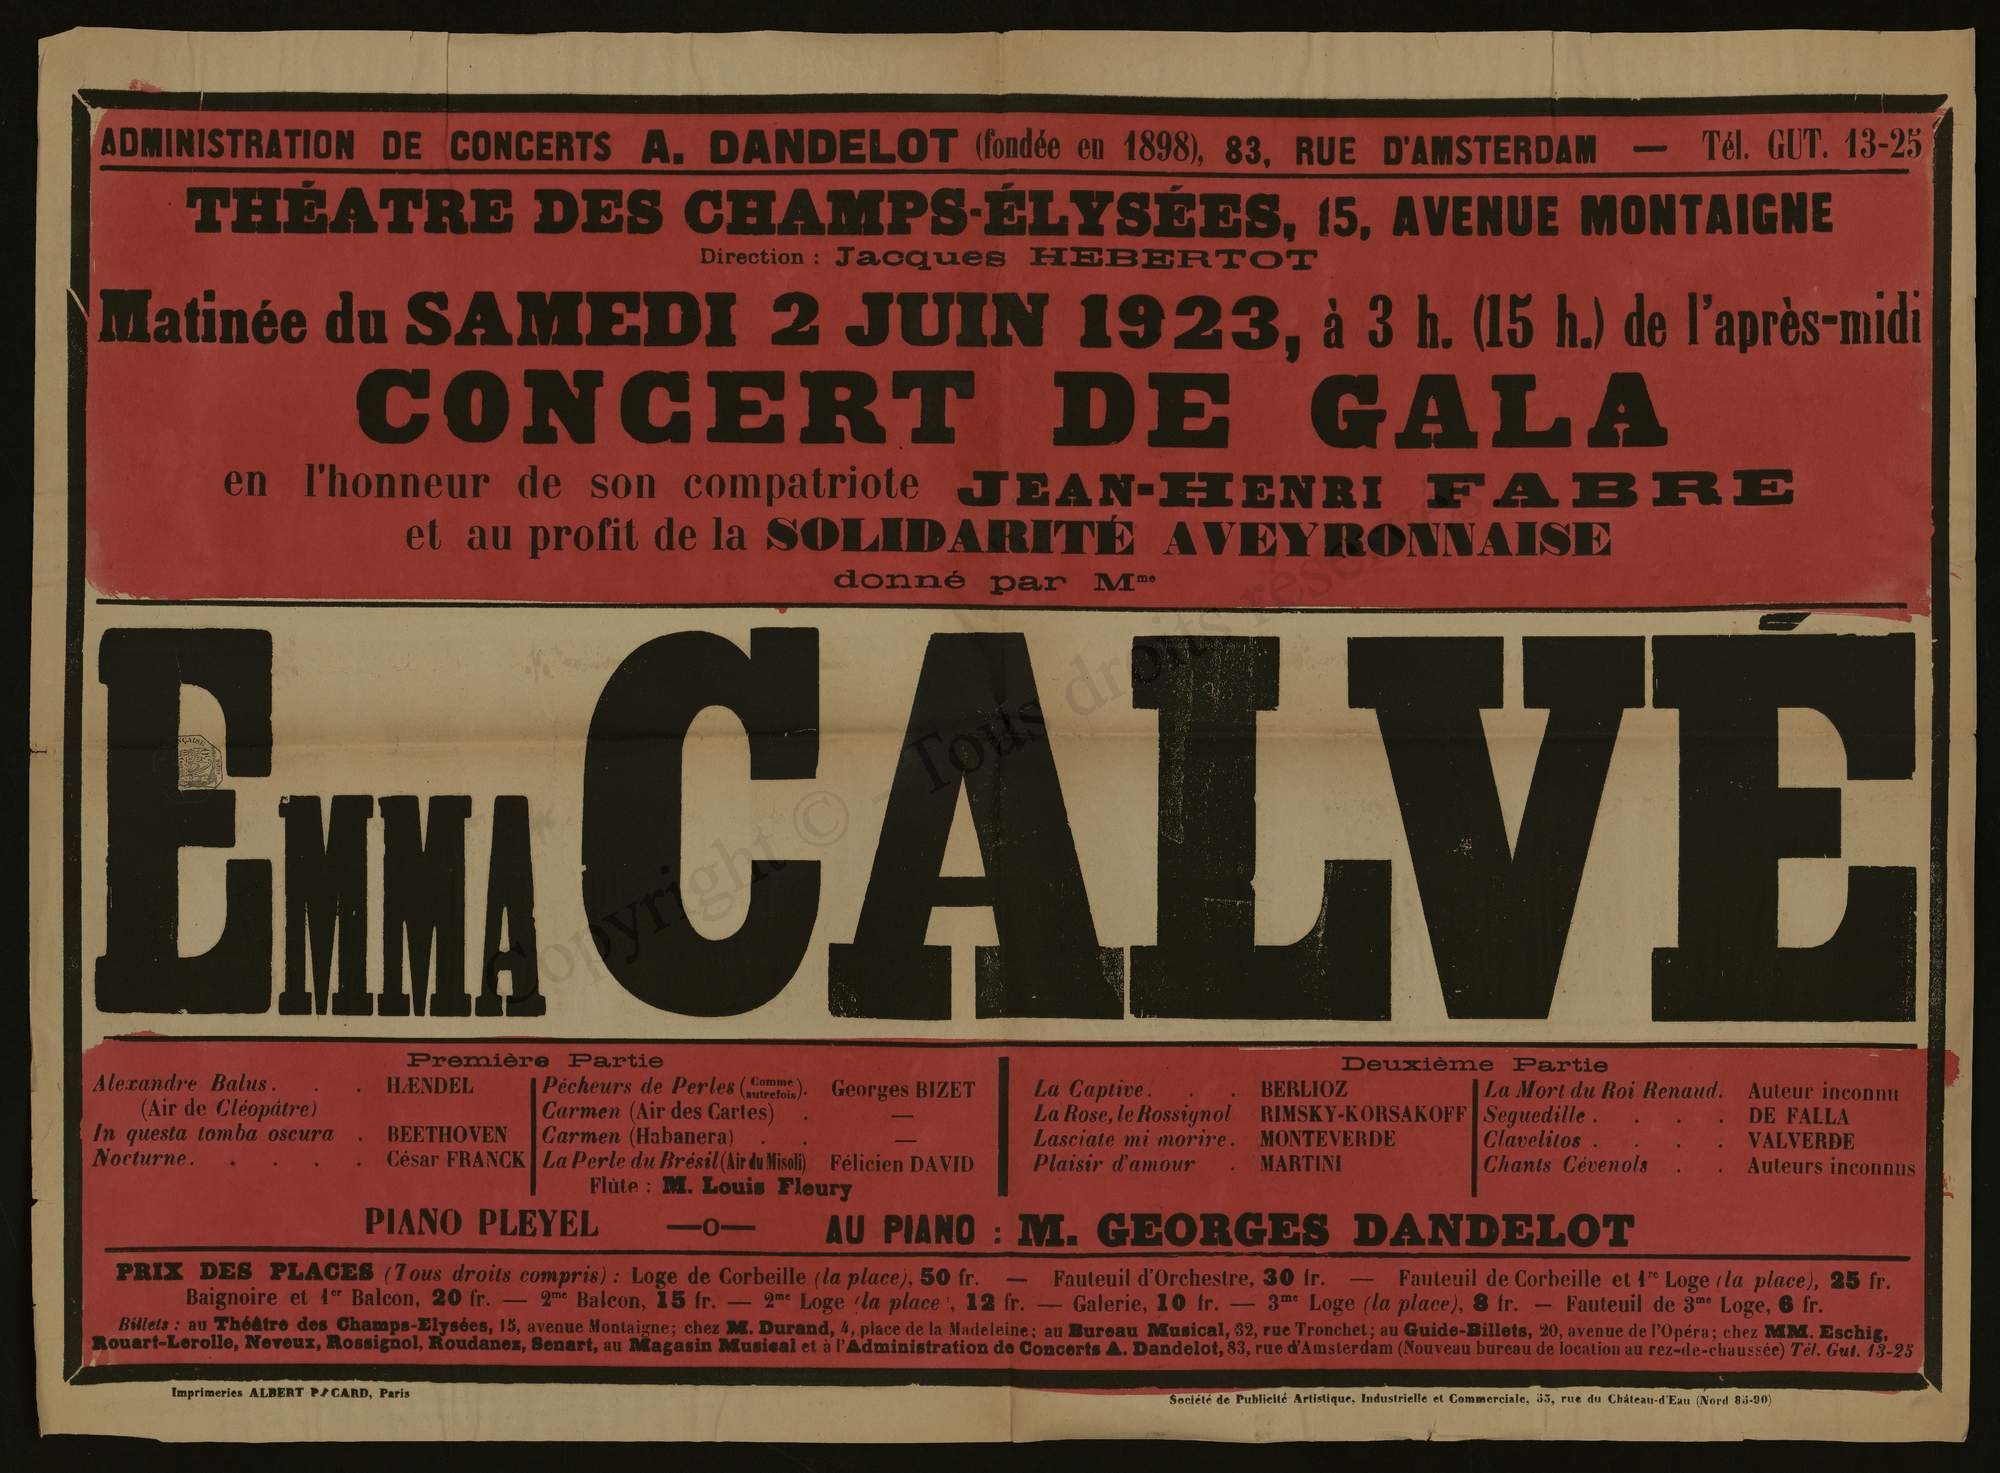 ADMINISTRATION DE CONCERTS A. DANDELOT (fondée en 1898), 83, RUE D'AMSTERDAM — Tél. GUT. 13-25
THÉATRE DES CHAMPS-ÉLYSÉES, 15, AVENUE MONTAIGNE
Direction : Jacques HEBERTOT
Matinée du SAMEDI 2 JUIN 1923, à 3 h. (15 h.) de l'après-midi
CONCERT DE GALA
en l'honneur de son compatriote JEAN-HENRI FABRE
et au profit de la SOLIDARITÉ AVEYRONNAISE
donné par Mme
EMMA CALVÉ
Copyright © - Tous droits réservés
Première Partie
Alexandre Balus. . . . HÆNDEL
(Air de Cléopâtre)
In questa tomba oscura . BEETHOVEN
Nocturne. . . . . César FRANCK
Pécheurs de Perles (Comme autrefois). Georges BIZET
Carmen (Air des Cartes) . —
Carmen (Habanera) . . —
La Perle du Brésil (Air du Misoli) Félicien DAVID
Flûte : M. Louis Fleury
Deuxième Partie
La Captive. . . . BERLIOZ
La Rose, le Rossignol RIMSKY-KORSAKOFF
Lasciate mi morire. MONTEVERDE
Plaisir d'amour . MARTINI
La Mort du Roi Renaud. Auteur inconnu
Seguedille . . . . DE FALLA
Clavelitos . . . . VALVERDE
Chants Cévenols . . Auteurs inconnus
PIANO PLEYEL —o— AU PIANO : M. GEORGES DANDELOT
PRIX DES PLACES (Tous droits compris) : Loge de Corbeille (la place), 50 fr. — Fauteuil d'Orchestre, 30 fr. — Fauteuil de Corbeille et 1re Loge (la place), 25 fr.
Baignoire et 1er Balcon, 20 fr. — 2me Balcon, 15 fr. — 2me Loge (la place), 12 fr. — Galerie, 10 fr. — 3me Loge (la place), 8 fr. — Fauteuil de 3me Loge, 6 fr.
Billets : au Théâtre des Champs-Elysées, 15, avenue Montaigne; chez M. Durand, 4, place de la Madeleine; au Bureau Musical, 32, rue Tronchet; au Guide-Billets, 20, avenue de l'Opéra; chez MM. Eschig,
Rouart-Lerolle, Neveux, Rossignol, Roudanez, Senart, au Magasin Musical et à l'Administration de Concerts A. Dandelot, 83, rue d'Amsterdam (Nouveau bureau de location au rez-de-chaussée) Tél. Gut. 13-25
Imprimeries ALBERT PICARD, Paris
Société de Publicité Artistique, Industrielle et Commerciale, 55, rue du Château-d'Eau (Nord 85-90)